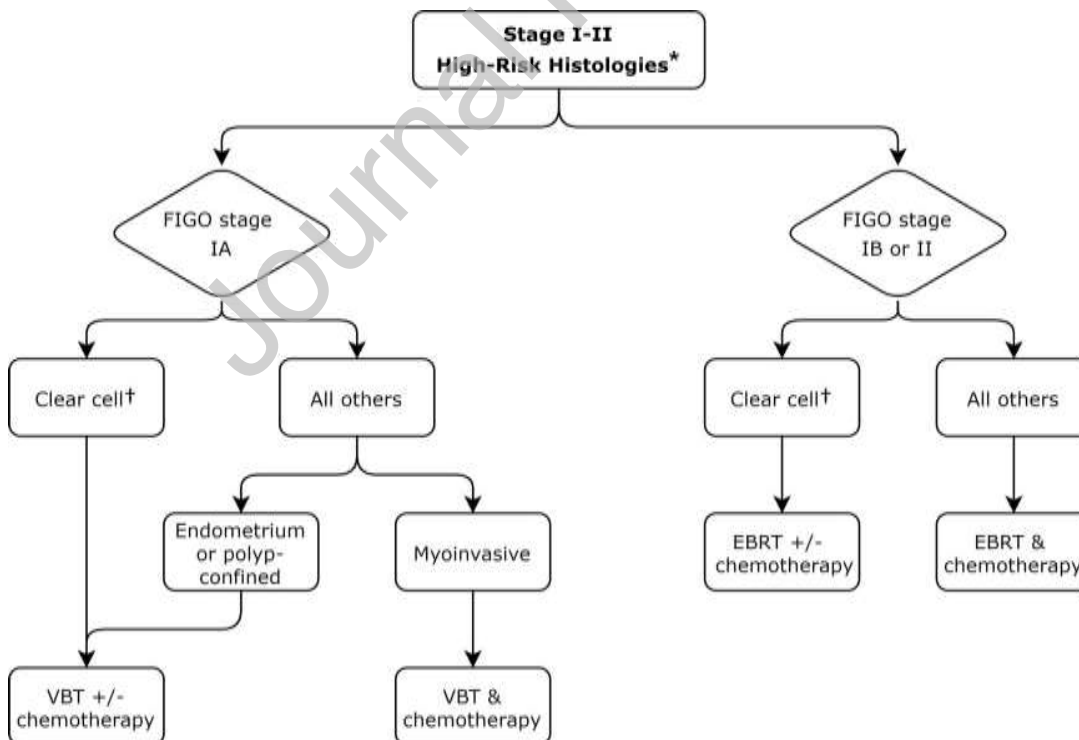 Stage I-II
High-Risk Histologies*
FIGO stage
IA
FIGO stage
IB or II
Clear cell†
All others
Clear cell†
All others
Endometrium
or polyp-
confined
Myoinvasive
EBRT +/-
chemotherapy
EBRT &
chemotherapy
VBT +/-
chemotherapy
VBT &
chemotherapy
Journal